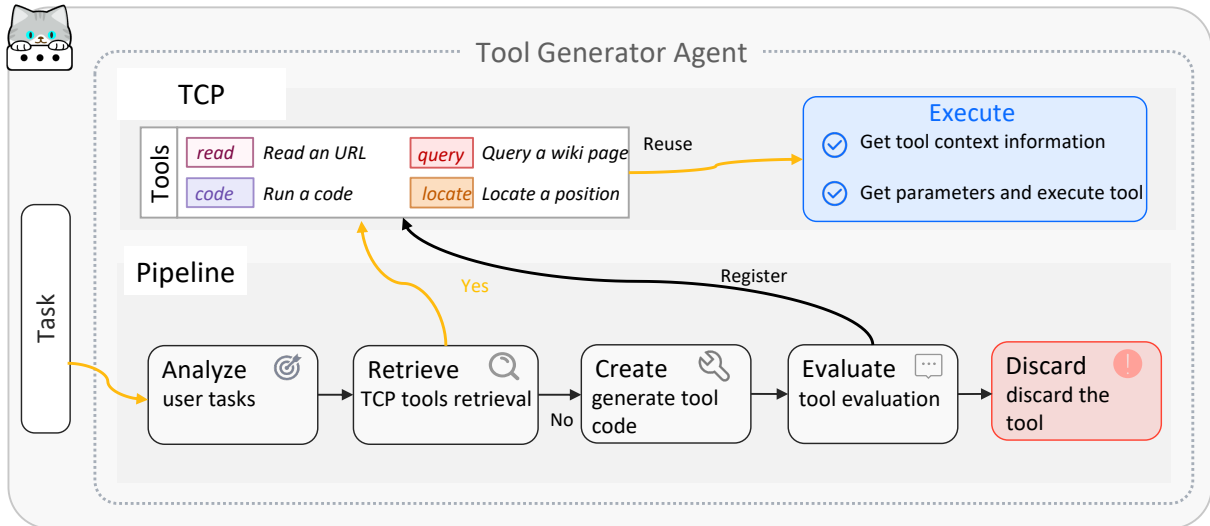 Tool Generator Agent
TCP
Tools
read Read an URL
query Query a wiki page
code Run a code
locate Locate a position
Reuse
Execute
Get tool context information
Get parameters and execute tool
Task
Pipeline
Yes
Register
Analyze
user tasks
Retrieve
TCP tools retrieval
No
Create
generate tool
code
Evaluate
tool evaluation
Discard
discard the
tool